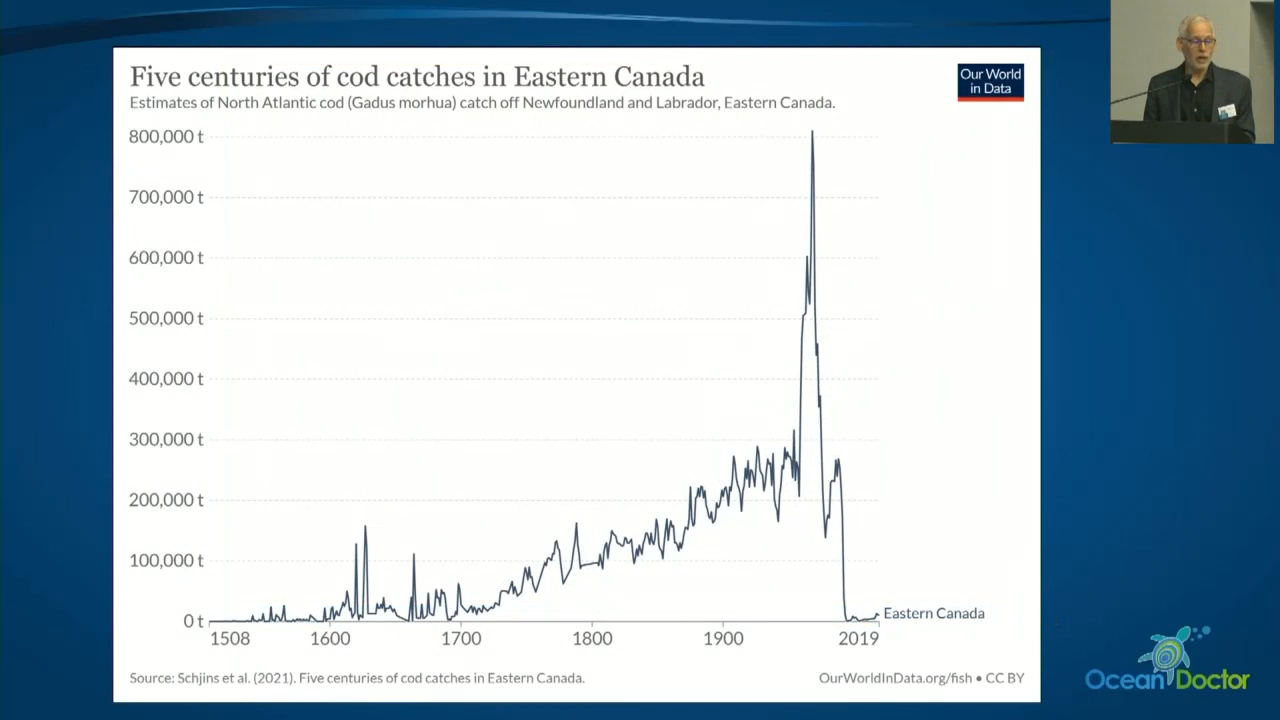 Five centuries of cod catches in Eastern Canada
Estimates of North Atlantic cod (Gadus morhua) catch off Newfoundland and Labrador, Eastern Canada.
Our World
in Data
800,000 t
700,000 t
600,000 t
500,000 t
400,000 t
300,000 t
200,000 t
100,000 t
0 t
Eastern Canada
1508
1600
1700
1800
1900
2019
Source: Schjins et al. (2021). Five centuries of cod catches in Eastern Canada.
OurWorldInData.org/fish • CC BY
Ocean Doctor